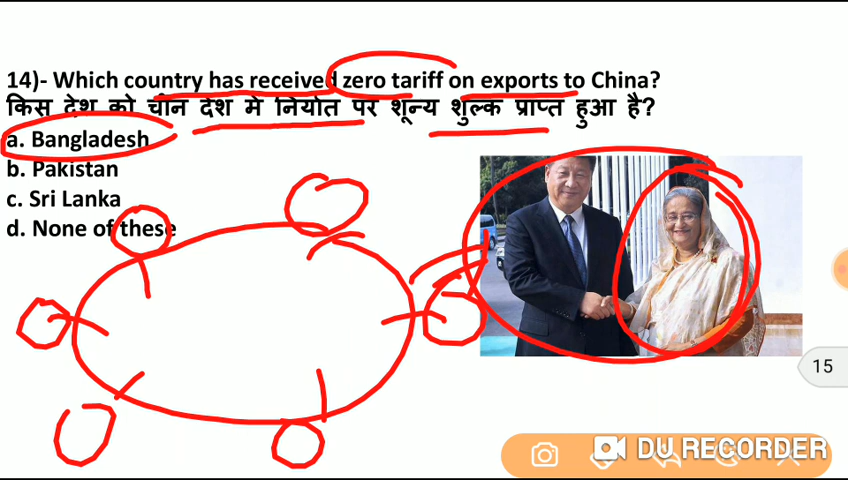 14)- Which country has received zero tariff on exports to China?
किस देश को चीन देश मे नियोत पर शून्य शुल्क प्राप्त हुआ है?
a. Bangladesh
b. Pakistan
c. Sri Lanka
d. None of these
15
DU RECORDER